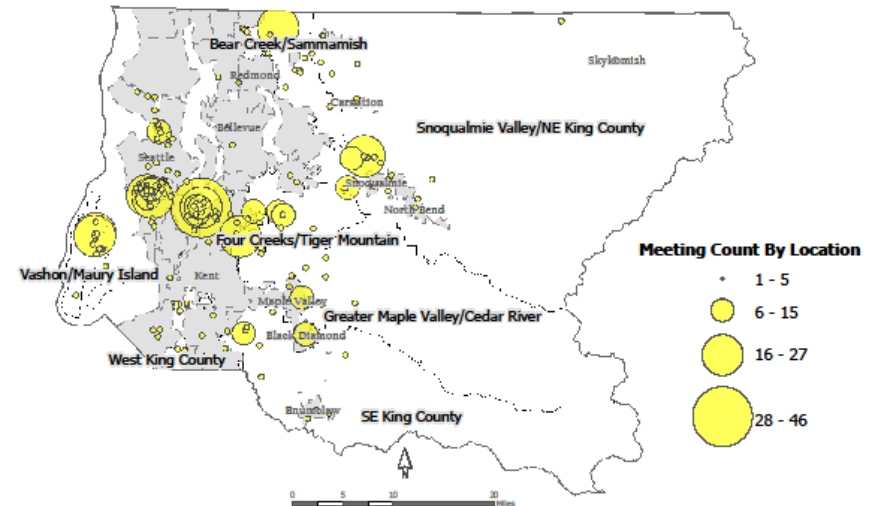 Bear Creek/Sammamish
Redmond
Skykomish
Carnation
Bellevue
Snoqualmie Valley/NE King County
Seattle
Snoqualmie
North Bend
Four Creeks/Tiger Mountain
Meeting Count By Location
Vashon/Maury Island
Kent
1 - 5
Maple Valley
6 - 15
Greater Maple Valley/Cedar River
Black Diamond
16 - 27
West King County
Enumclaw
SE King County
28 - 46
N
0 5 10 20
Miles